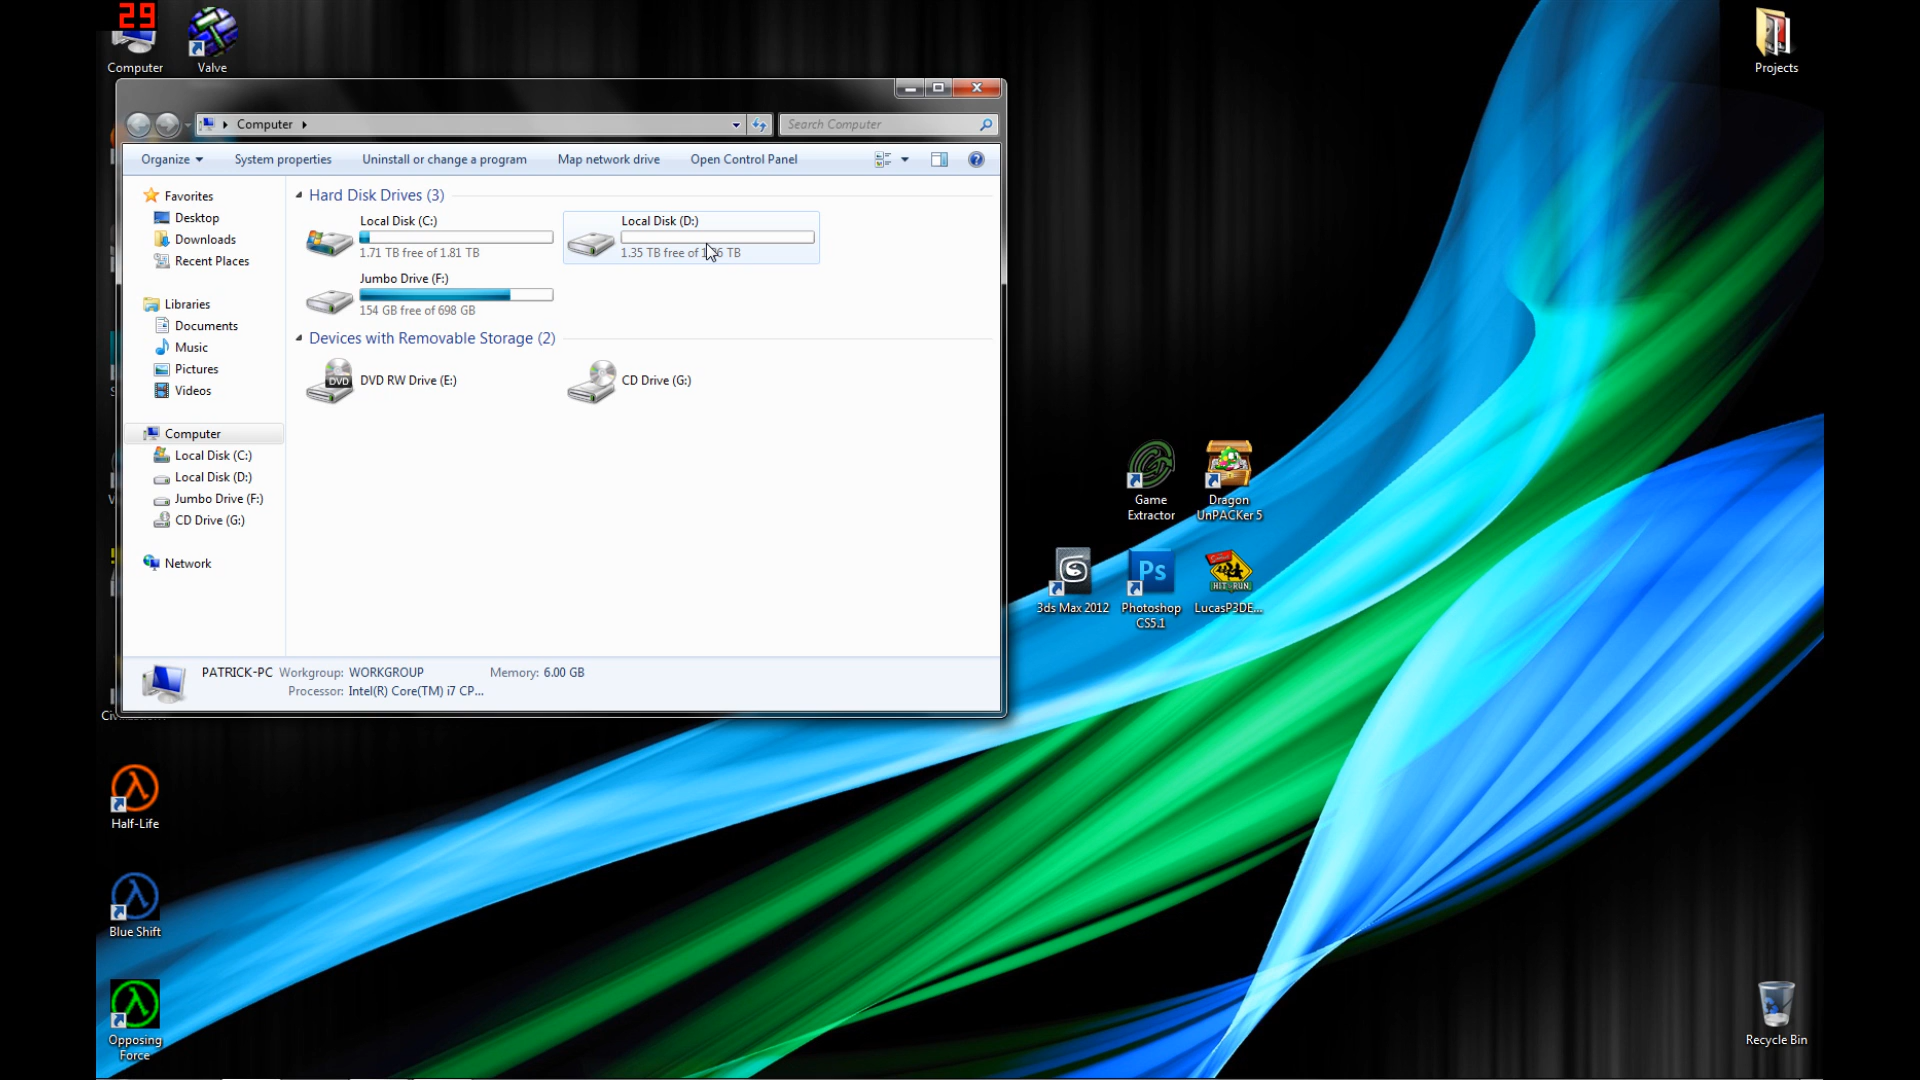 29
Computer
Valve
Projects
Computer
Search Computer
Organize
System properties
Uninstall or change a program
Map network drive
Open Control Panel
Favorites
Desktop
Downloads
Recent Places
Libraries
Documents
Music
Pictures
Videos
Computer
Local Disk (C:)
Local Disk (D:)
Jumbo Drive (F:)
CD Drive (G:)
Network
Hard Disk Drives (3)
Local Disk (C:)
1.71 TB free of 1.81 TB
Local Disk (D:)
1.35 TB free of TB
Jumbo Drive (F:)
154 GB free of 698 GB
Devices with Removable Storage (2)
DVD
DVD RW Drive (E:)
CD Drive (G:)
PATRICK-PC
Workgroup: WORKGROUP
Memory: 6.00 GB
Processor: Intel(R) Core(TM) i7 CP...
Game
Extractor
Dragon
UnPACKer 5
3ds Max 2012
Ps
Photoshop
CS5.1
HIT RUN
LucasP3DE...
Half-Life
Blue Shift
Opposing
Force
Recycle Bin